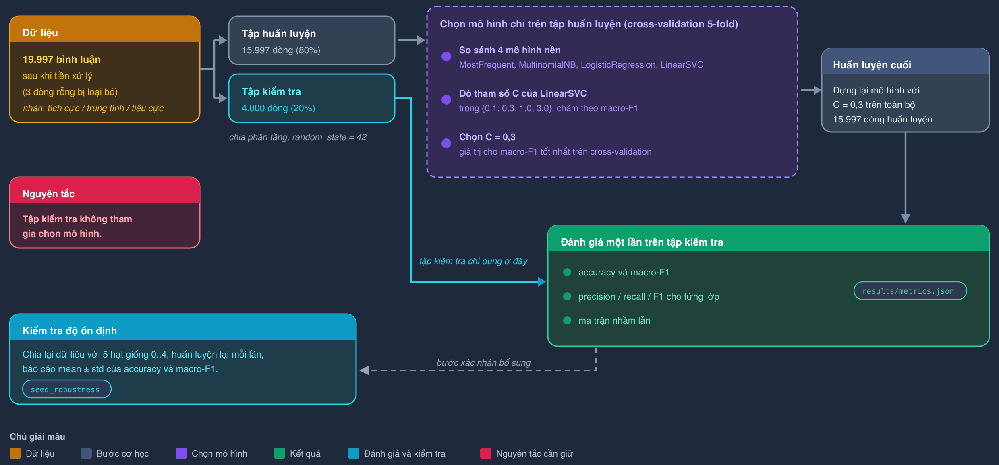 Dữ liệu
19.997 bình luận
sau khi tiền xử lý
(3 dòng rỗng bị loại bỏ)
nhãn: tích cực / trung tính / tiêu cực
Tập huấn luyện
15.997 dòng (80%)
Tập kiểm tra
4.000 dòng (20%)
chia phân tầng, random_state = 42
Chọn mô hình chỉ trên tập huấn luyện (cross-validation 5-fold)
So sánh 4 mô hình nền
MostFrequent, MultinomialNB, LogisticRegression, LinearSVC
Dò tham số C của LinearSVC
trong {0,1; 0,3; 1,0; 3,0}, chấm theo macro-F1
Chọn C = 0,3
giá trị cho macro-F1 tốt nhất trên cross-validation
Huấn luyện cuối
Dựng lại mô hình với
C = 0,3 trên toàn bộ
15.997 dòng huấn luyện
Nguyên tắc
Tập kiểm tra không tham
gia chọn mô hình.
tập kiểm tra chỉ dùng ở đây
Đánh giá một lần trên tập kiểm tra
accuracy và macro-F1
precision / recall / F1 cho từng lớp
ma trận nhầm lẫn
results/metrics.json
bước xác nhận bổ sung
Kiểm tra độ ổn định
Chia lại dữ liệu với 5 hạt giống 0..4, huấn luyện lại mỗi lần,
báo cáo mean ± std của accuracy và macro-F1.
seed_robustness
Chú giải màu
Dữ liệu
Bước cơ học
Chọn mô hình
Kết quả
Đánh giá và kiểm tra
Nguyên tắc cần giữ